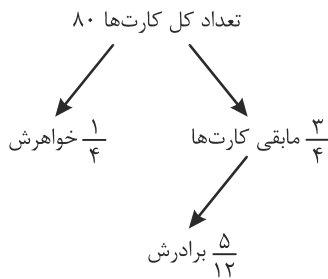 تعداد کل کارت‌ها ۸۰
۳/۴ مابقی کارت‌ها
۱/۴ خواهرش
۵/۱۲ برادرش